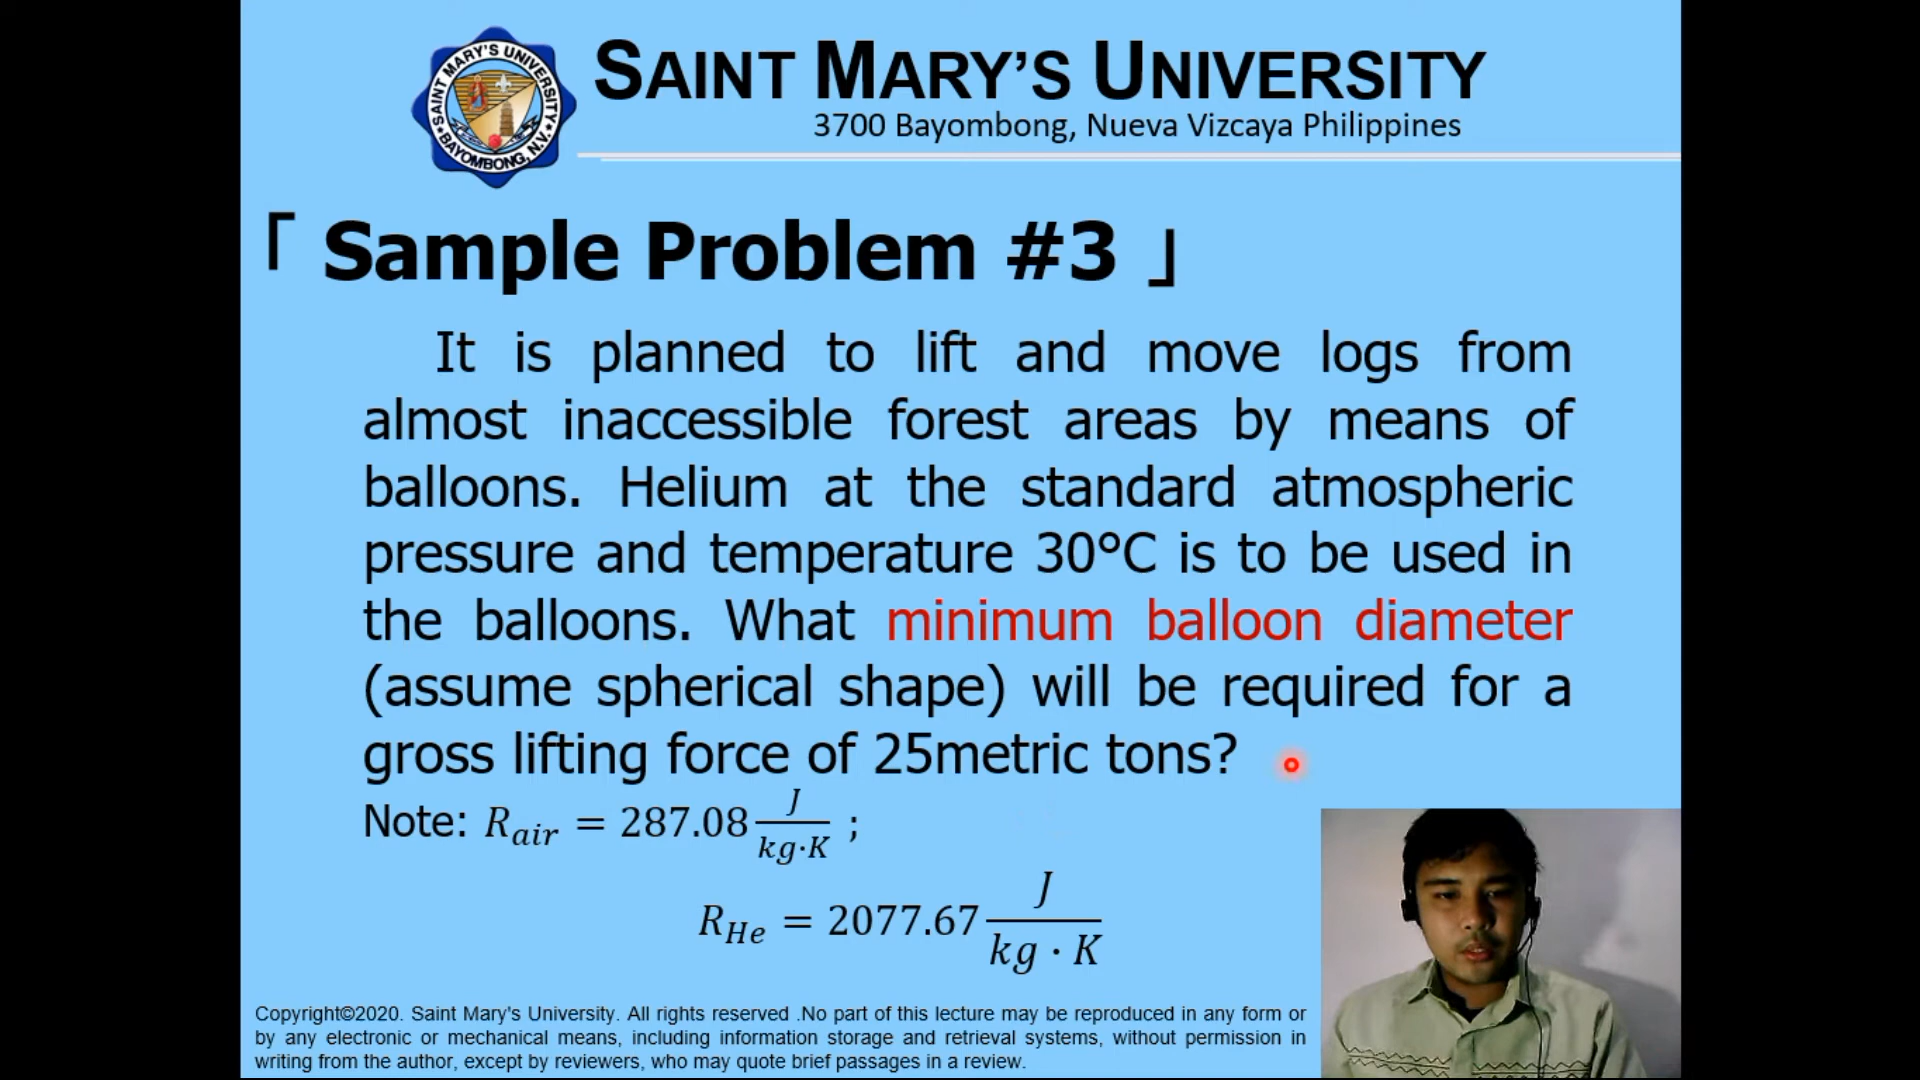 SAINT MARY'S UNIVERSITY
BAYOMBONG, N.V.
SAINT MARY'S UNIVERSITY
3700 Bayombong, Nueva Vizcaya Philippines
「 Sample Problem #3 」
It is planned to lift and move logs from
almost inaccessible forest areas by means of
balloons. Helium at the standard atmospheric
pressure and temperature 30°C is to be used in
the balloons. What minimum balloon diameter
(assume spherical shape) will be required for a
gross lifting force of 25metric tons?
Note: R_air = 287.08 J/(kg·K) ;
R_He = 2077.67 J/(kg · K)
Copyright©2020. Saint Mary's University. All rights reserved .No part of this lecture may be reproduced in any form or
by any electronic or mechanical means, including information storage and retrieval systems, without permission in
writing from the author, except by reviewers, who may quote brief passages in a review.